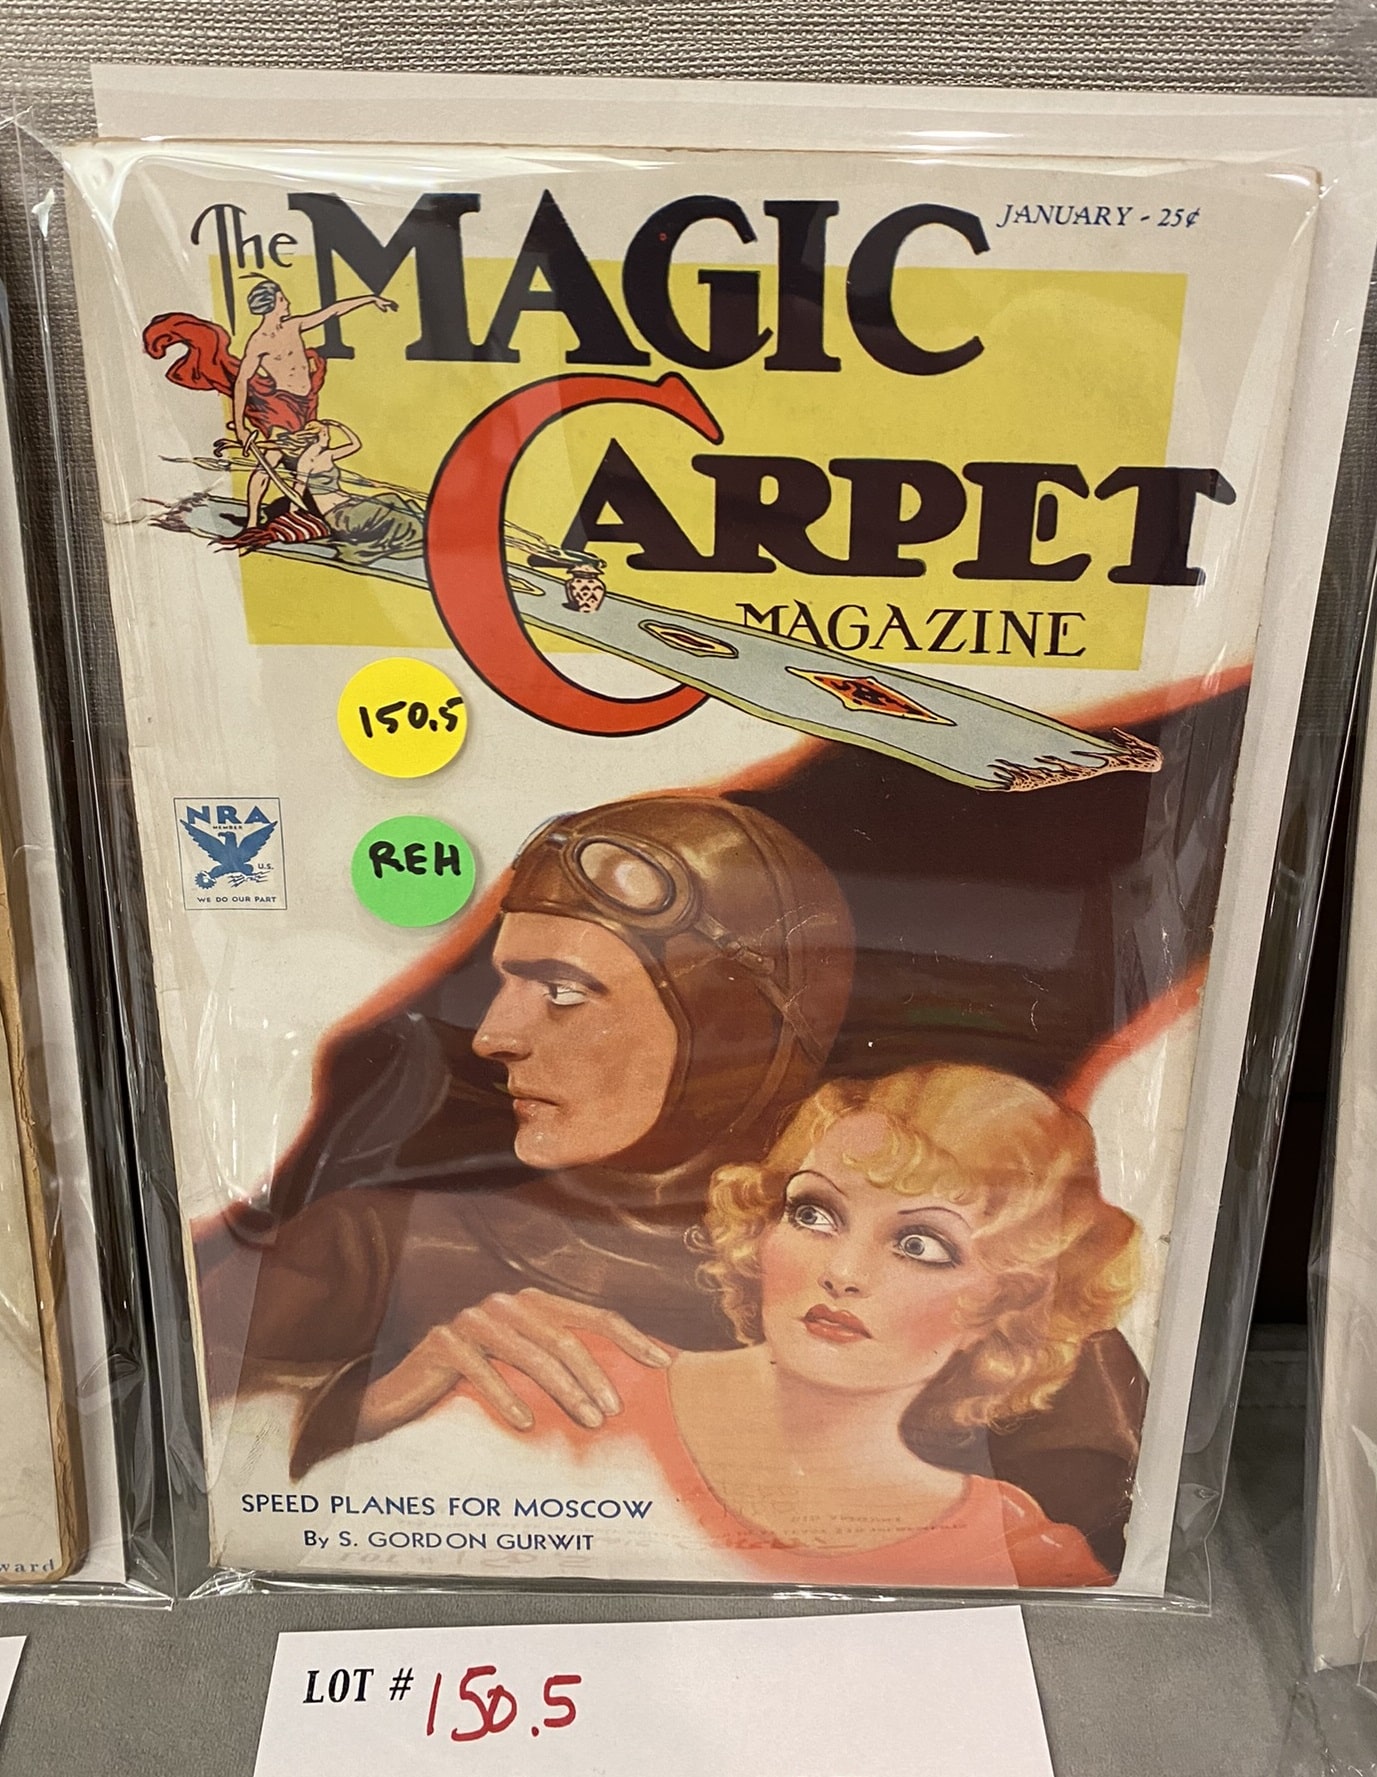 The MAGIC
CARPET
MAGAZINE
JANUARY - 25¢
150.5
REH
NRA
MEMBER
U.S.
WE DO OUR PART
SPEED PLANES FOR MOSCOW
By S. GORDON GURWIT
ward
LOT # 150.5